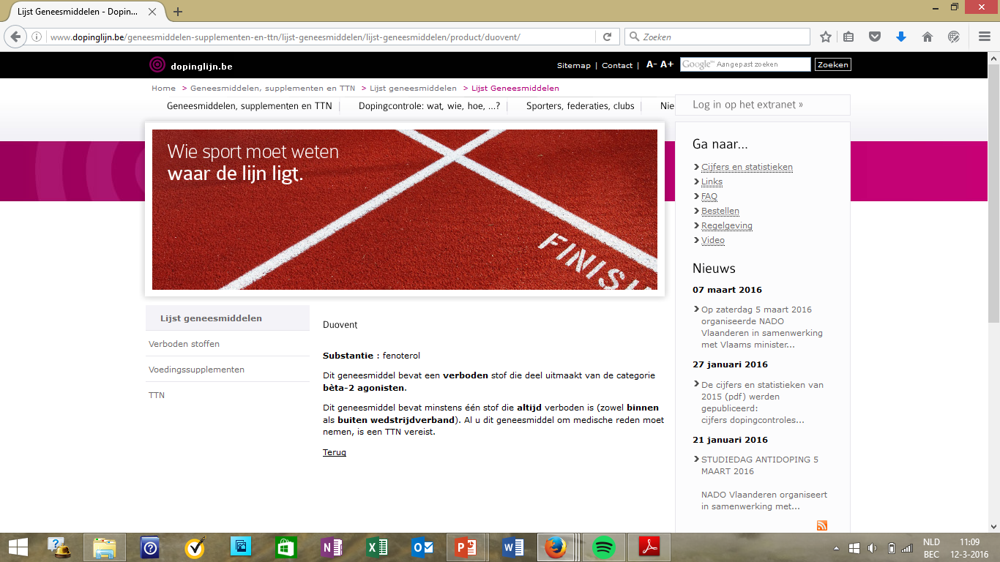 Lijst Geneesmiddelen - Dopin...
www.dopinglijn.be/geneesmiddelen-supplementen-en-ttn/lijst-geneesmiddelen/lijst-geneesmiddelen/product/duovent/
Zoeken
dopinglijn.be
Sitemap | Contact | A- A+
Google™ Aangepast zoeken
Zoeken
Home > Geneesmiddelen, supplementen en TTN > Lijst geneesmiddelen > Lijst Geneesmiddelen
Geneesmiddelen, supplementen en TTN | Dopingcontrole: wat, wie, hoe, ...? | Sporters, federaties, clubs | Nie
Log in op het extranet »
Wie sport moet weten
waar de lijn ligt.
FINISH
Lijst geneesmiddelen
Verboden stoffen
Voedingssupplementen
TTN
Duovent
Substantie : fenoterol
Dit geneesmiddel bevat een verboden stof die deel uitmaakt van de categorie
bèta-2 agonisten.
Dit geneesmiddel bevat minstens één stof die altijd verboden is (zowel binnen
als buiten wedstrijdverband). Al u dit geneesmiddel om medische reden moet
nemen, is een TTN vereist.
Terug
Ga naar...
Cijfers en statistieken
Links
FAQ
Bestellen
Regelgeving
Video
Nieuws
07 maart 2016
Op zaterdag 5 maart 2016
organiseerde NADO
Vlaanderen in samenwerking
met Vlaams minister...
27 januari 2016
De cijfers en statistieken van
2015 (pdf) werden
gepubliceerd:
cijfers dopingcontroles...
21 januari 2016
STUDIEDAG ANTIDOPING 5
MAART 2016
NADO Vlaanderen organiseert
in samenwerking met...
NLD
BEC
11:09
12-3-2016